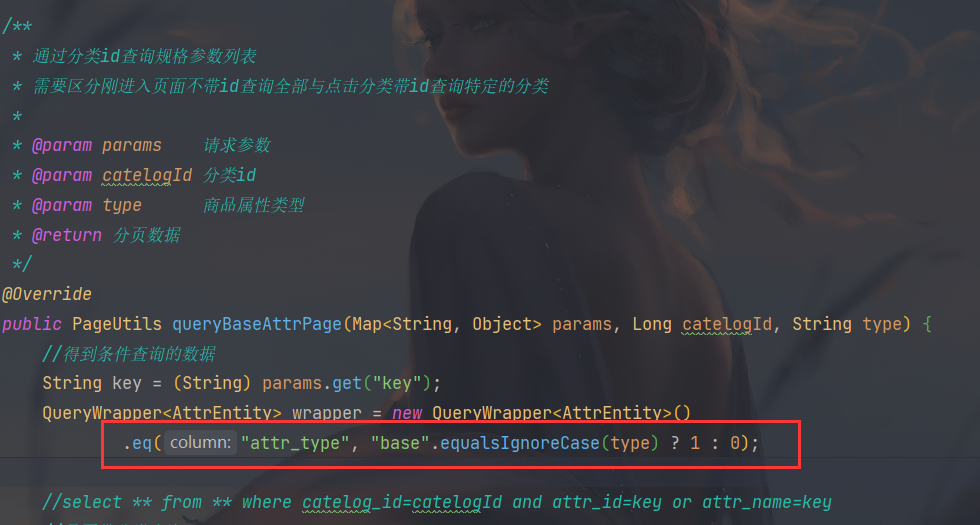 /**
* 通过分类id查询规格参数列表
* 需要区分刚进入页面不带id查询全部与点击分类带id查询特定的分类
*
* @param params 请求参数
* @param catelogId 分类id
* @param type 商品属性类型
* @return 分页数据
*/
@Override
public PageUtils queryBaseAttrPage(Map<String, Object> params, Long catelogId, String type) {
//得到条件查询的数据
String key = (String) params.get("key");
QueryWrapper<AttrEntity> wrapper = new QueryWrapper<AttrEntity>()
.eq( column: "attr_type", "base".equalsIgnoreCase(type) ? 1 : 0);
//select ** from ** where catelog_id=catelogId and attr_id=key or attr_name=key